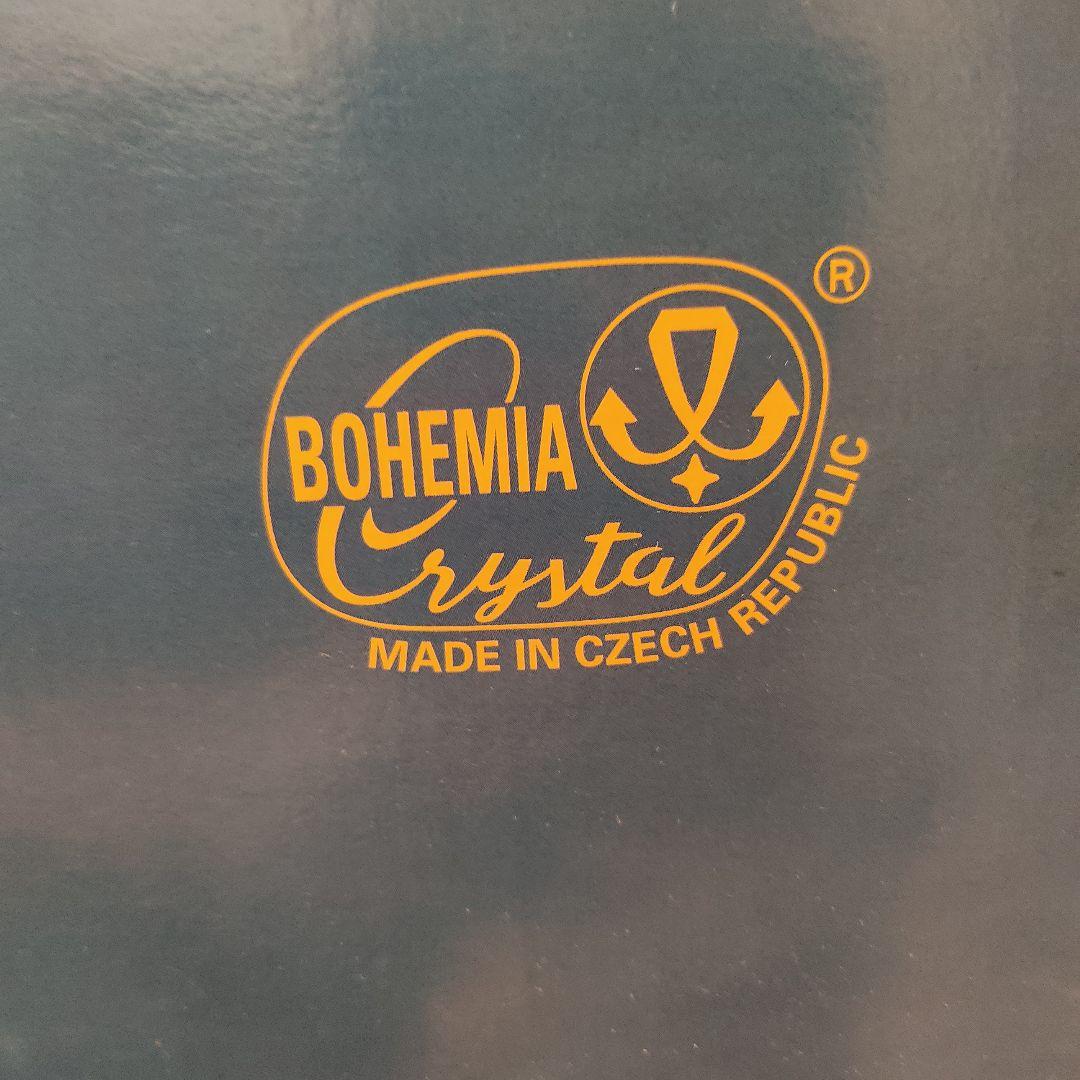 ®
BOHEMIA
Crystal
MADE IN CZECH REPUBLIC